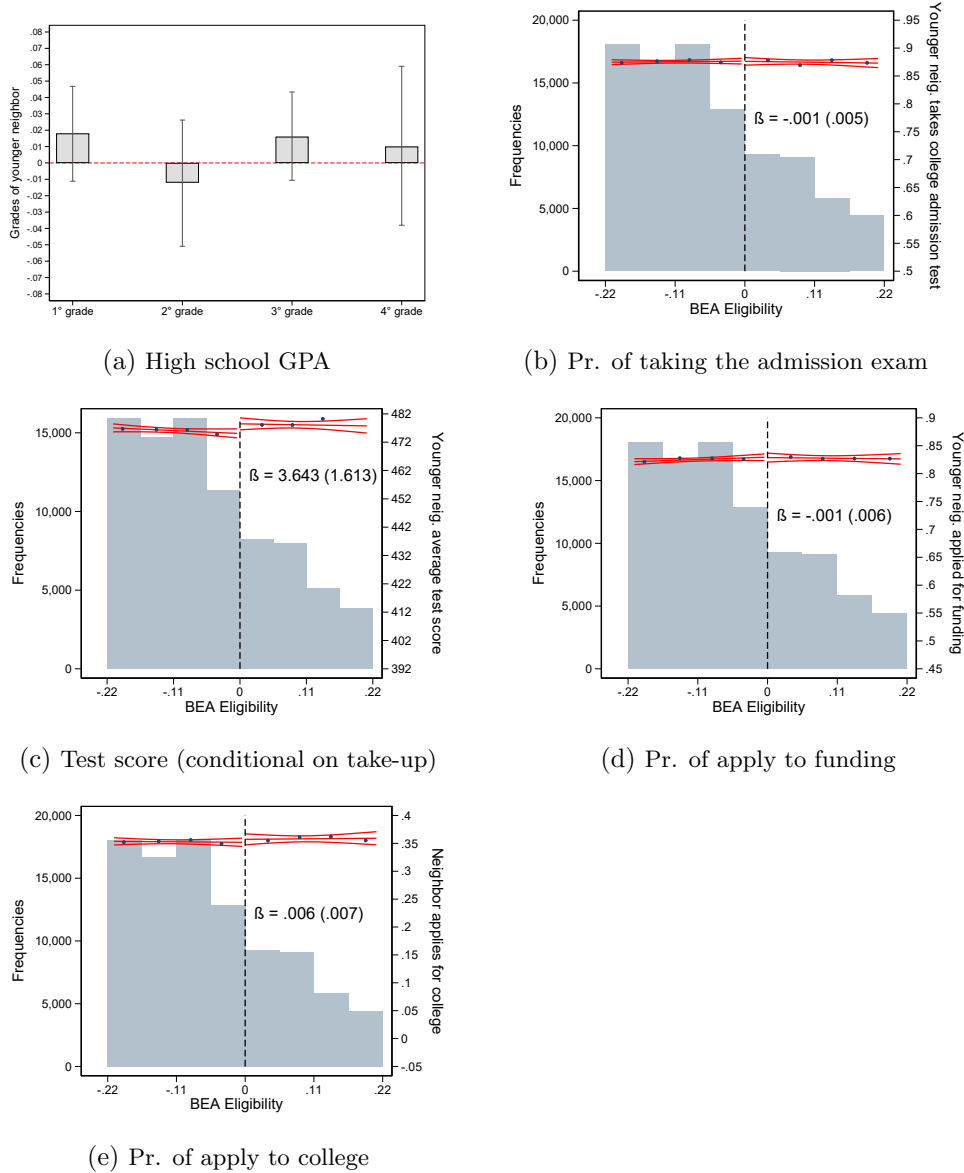 .08
.07
.06
.05
.04
.03
.02
.01
0
-.01
-.02
-.03
-.04
-.05
-.06
-.07
-.08
Grades of younger neighbor
1° grade 2° grade 3° grade 4° grade
(a) High school GPA
20,000
15,000
10,000
5,000
0
Frequencies
ß = -.001 (.005)
.95
.9
.85
.8
.75
.7
.65
.6
.55
.5
Younger neig. takes college admission test
-.22 -.11 0 .11 .22
BEA Eligibility
(b) Pr. of taking the admission exam
15,000
10,000
5,000
0
Frequencies
ß = 3.643 (1.613)
482
472
462
452
442
432
422
412
402
392
Younger neig. average test score
-.22 -.11 0 .11 .22
BEA Eligibility
(c) Test score (conditional on take-up)
20,000
15,000
10,000
5,000
0
Frequencies
ß = -.001 (.006)
.9
.85
.8
.75
.7
.65
.6
.55
.5
.45
Younger neig. applied for funding
-.22 -.11 0 .11 .22
BEA Eligibility
(d) Pr. of apply to funding
20,000
15,000
10,000
5,000
0
Frequencies
ß = .006 (.007)
.4
.35
.3
.25
.2
.15
.1
.05
0
-.05
Neighbor applies for college
-.22 -.11 0 .11 .22
BEA Eligibility
(e) Pr. of apply to college